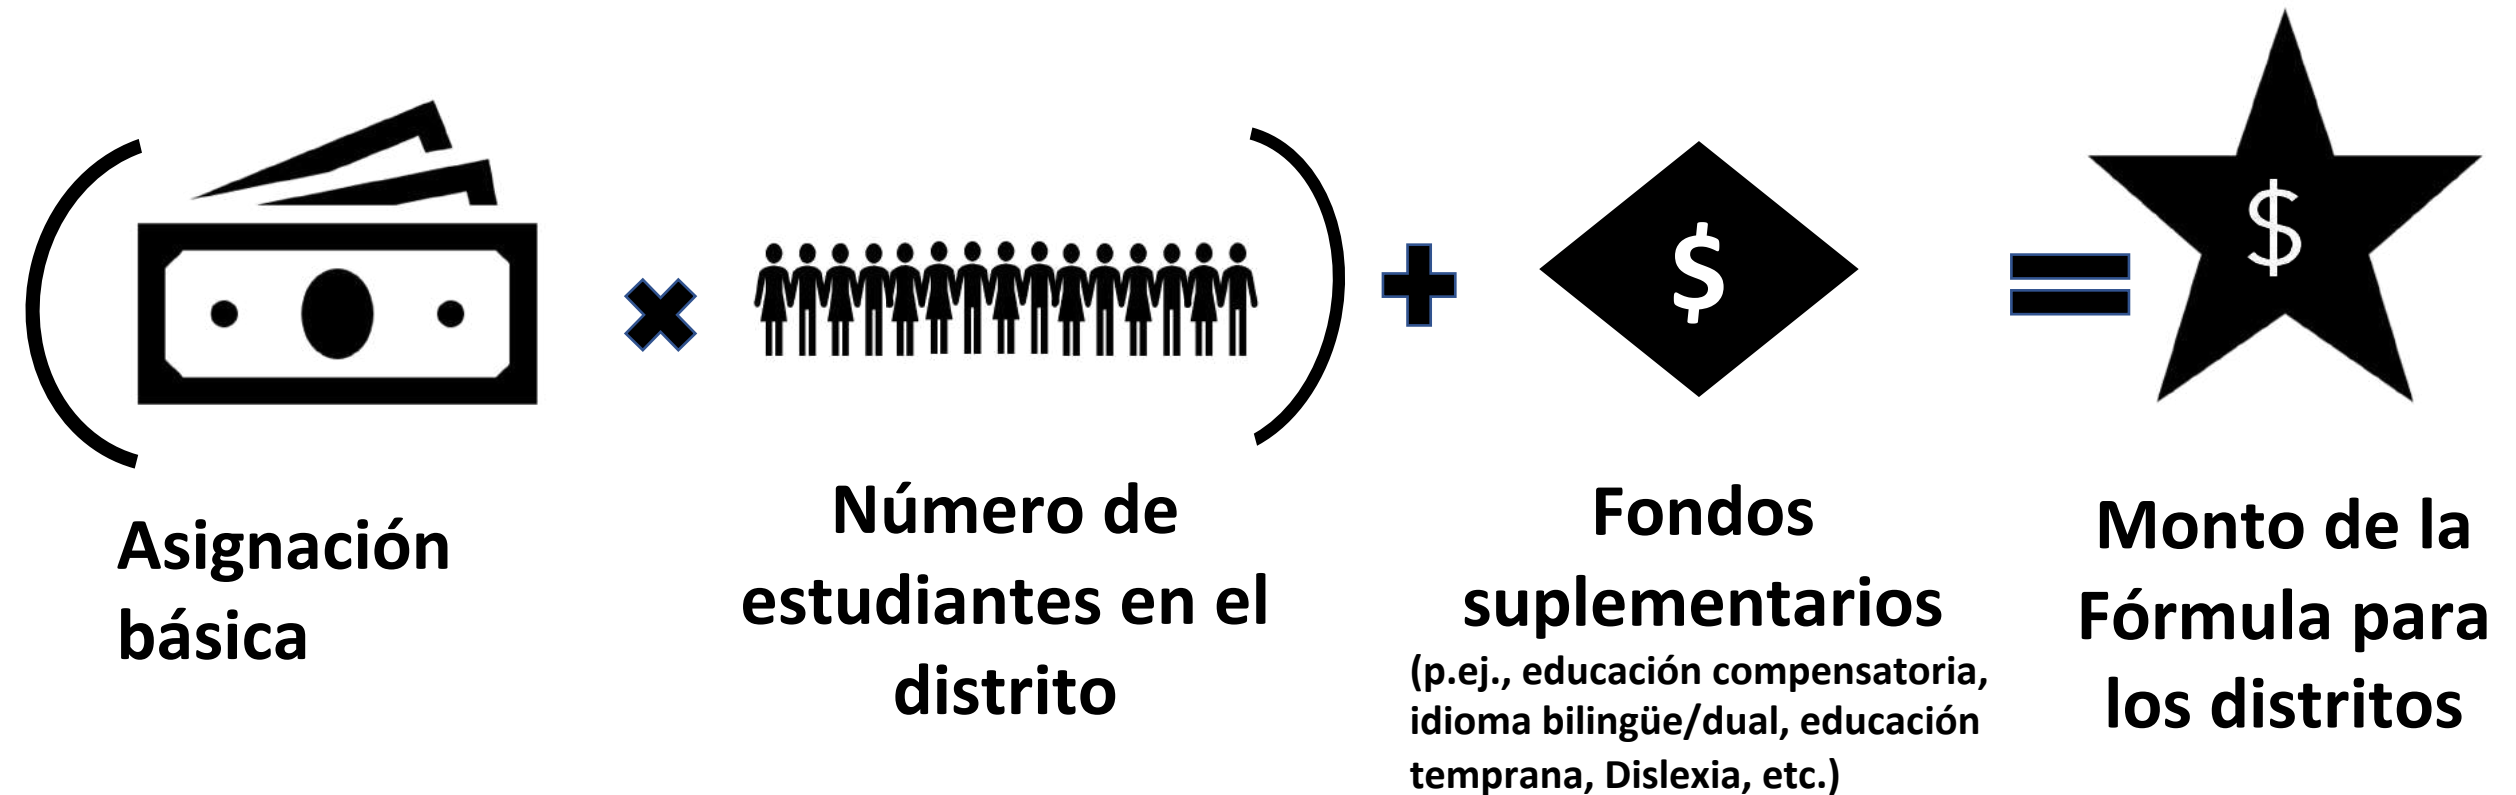 $
$
Asignación
básica
Número de
estudiantes en el
distrito
Fondos
suplementarios
(p.ej., educación compensatoria,
idioma bilingüe/dual, educación
temprana, Dislexia, etc.)
Monto de la
Fórmula para
los distritos